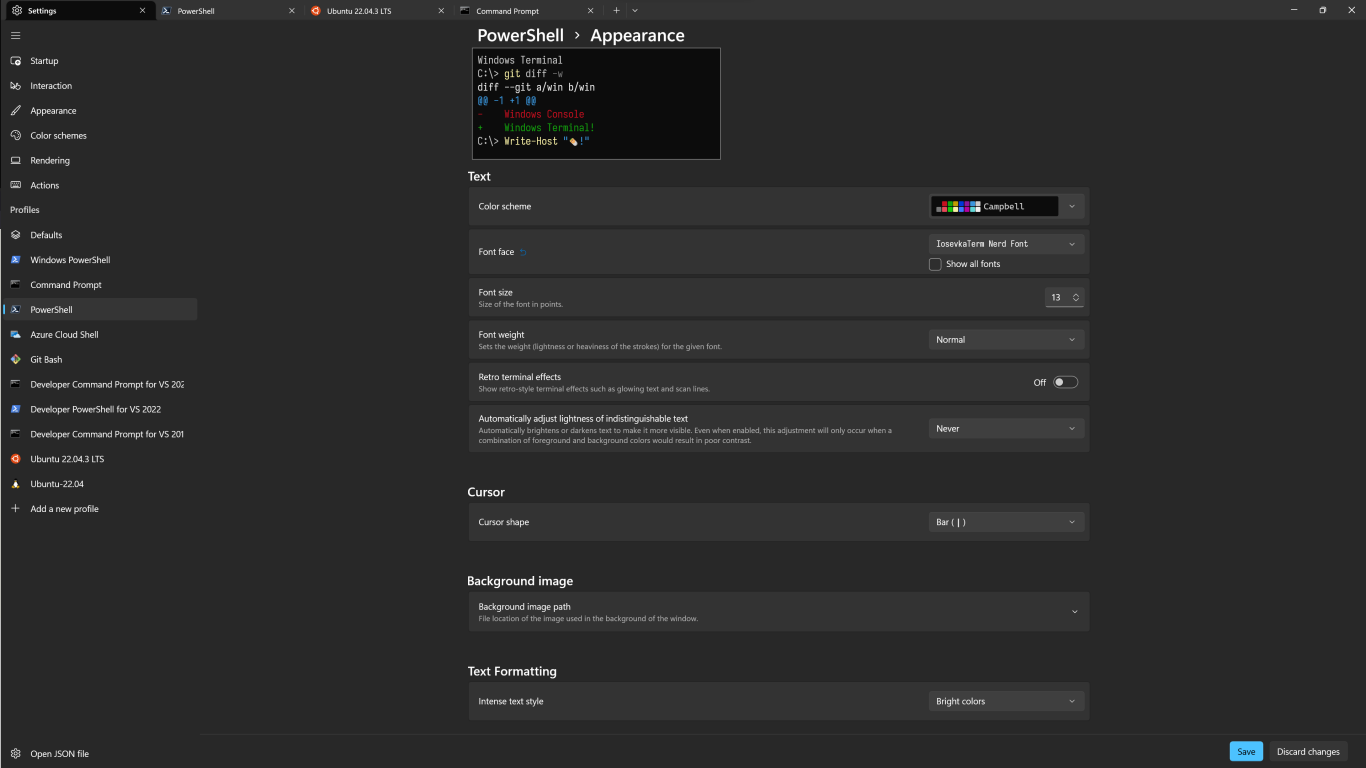 Settings
PowerShell
Ubuntu 22.04.3 LTS
Command Prompt
Startup
Interaction
Appearance
Color schemes
Rendering
Actions
Profiles
Defaults
Windows PowerShell
Command Prompt
PowerShell
Azure Cloud Shell
Git Bash
Developer Command Prompt for VS 202
Developer PowerShell for VS 2022
Developer Command Prompt for VS 201
Ubuntu 22.04.3 LTS
Ubuntu-22.04
Add a new profile
Open JSON file
PowerShell › Appearance
Windows Terminal
C:\> git diff -w
diff --git a/win b/win
@@ -1 +1 @@
- Windows Console
+ Windows Terminal!
C:\> Write-Host "✏!"
Text
Color scheme
Campbell
Font face
IosevkaTerm Nerd Font
Show all fonts
Font size
Size of the font in points.
13
Font weight
Sets the weight (lightness or heaviness of the strokes) for the given font.
Normal
Retro terminal effects
Show retro-style terminal effects such as glowing text and scan lines.
Off
Automatically adjust lightness of indistinguishable text
Automatically brightens or darkens text to make it more visible. Even when enabled, this adjustment will only occur when a
combination of foreground and background colors would result in poor contrast.
Never
Cursor
Cursor shape
Bar ( | )
Background image
Background image path
File location of the image used in the background of the window.
Text Formatting
Intense text style
Bright colors
Save
Discard changes